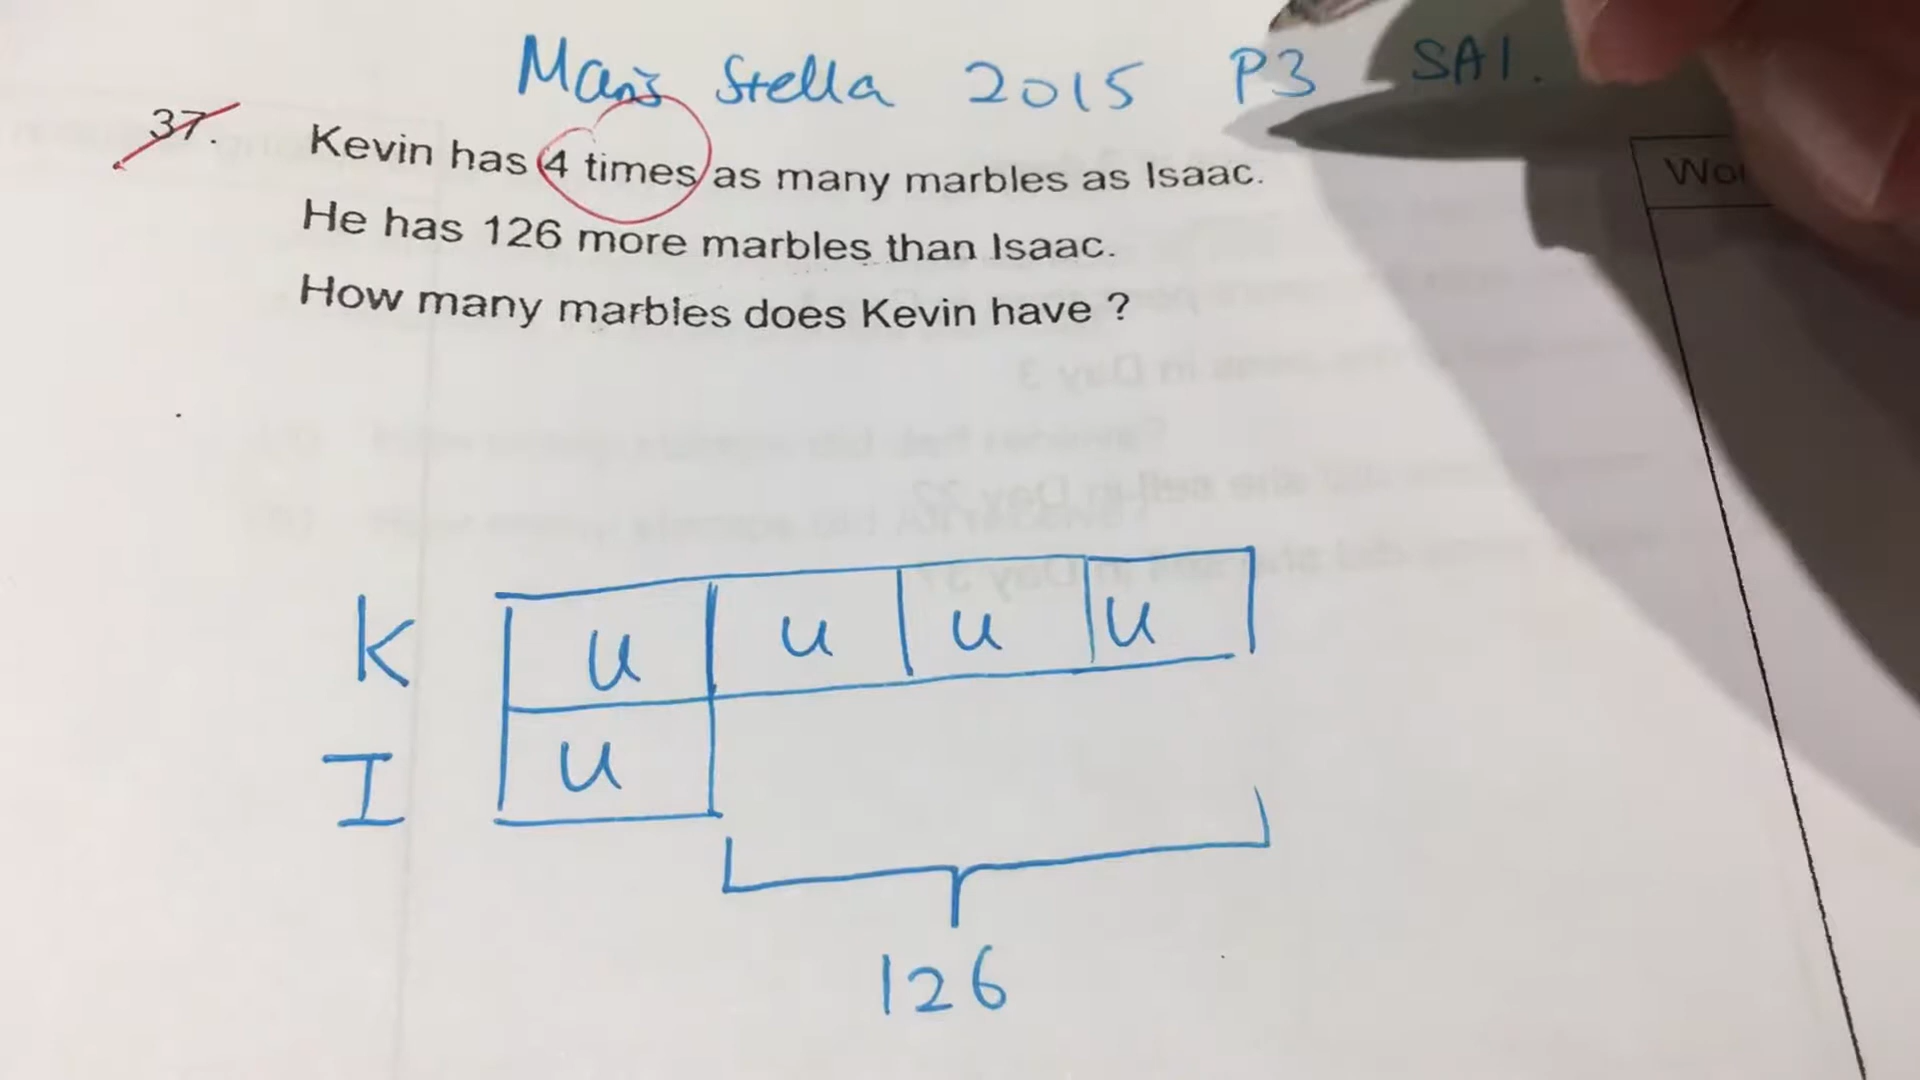 Maris Stella 2015 P3 SA1.
37.
Kevin has 4 times as many marbles as Isaac.
He has 126 more marbles than Isaac.
How many marbles does Kevin have ?
K u u u u
I u
126